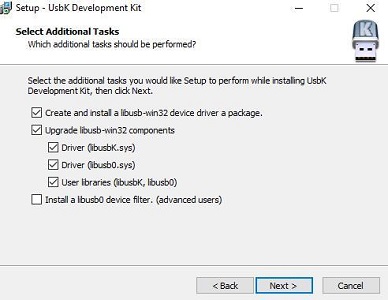 Setup - UsbK Development Kit
Select Additional Tasks
Which additional tasks should be performed?
K
Select the additional tasks you would like Setup to perform while installing UsbK
Development Kit, then click Next.
Create and install a libusb-win32 device driver a package.
Upgrade libusb-win32 components
Driver (libusbK.sys)
Driver (libusb0.sys)
User libraries (libusbK, libusb0)
Install a libusb0 device filter. (advanced users)
< Back Next > Cancel